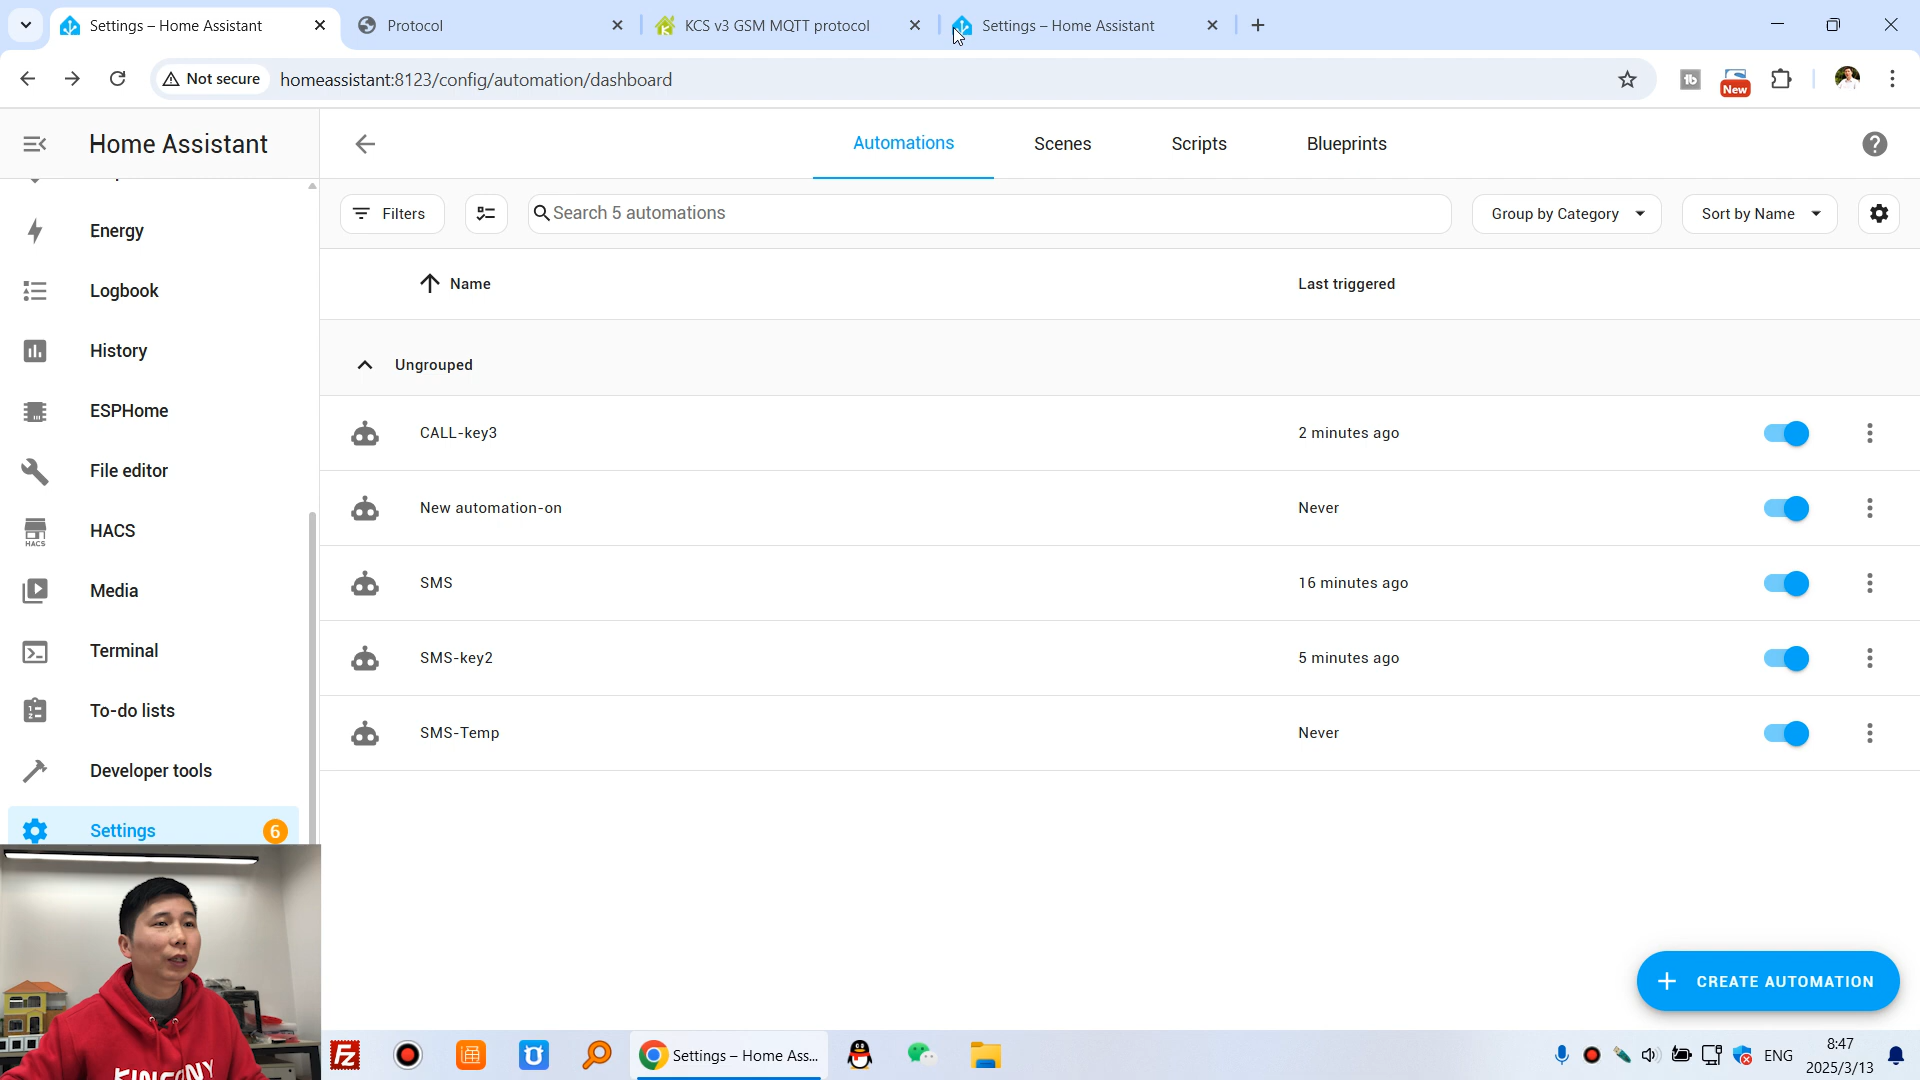 Settings – Home Assistant
Protocol
KCS v3 GSM MQTT protocol
Settings – Home Assistant
Not secure
homeassistant:8123/config/automation/dashboard
New
Home Assistant
Automations
Scenes
Scripts
Blueprints
Filters
Search 5 automations
Group by Category
Sort by Name
Energy
Logbook
History
ESPHome
File editor
HACS
HACS
Media
Terminal
To-do lists
Developer tools
Settings
6
Name
Last triggered
Ungrouped
CALL-key3
2 minutes ago
New automation-on
Never
SMS
16 minutes ago
SMS-key2
5 minutes ago
SMS-Temp
Never
CREATE AUTOMATION
Settings – Home Ass...
ENG
8:47
2025/3/13